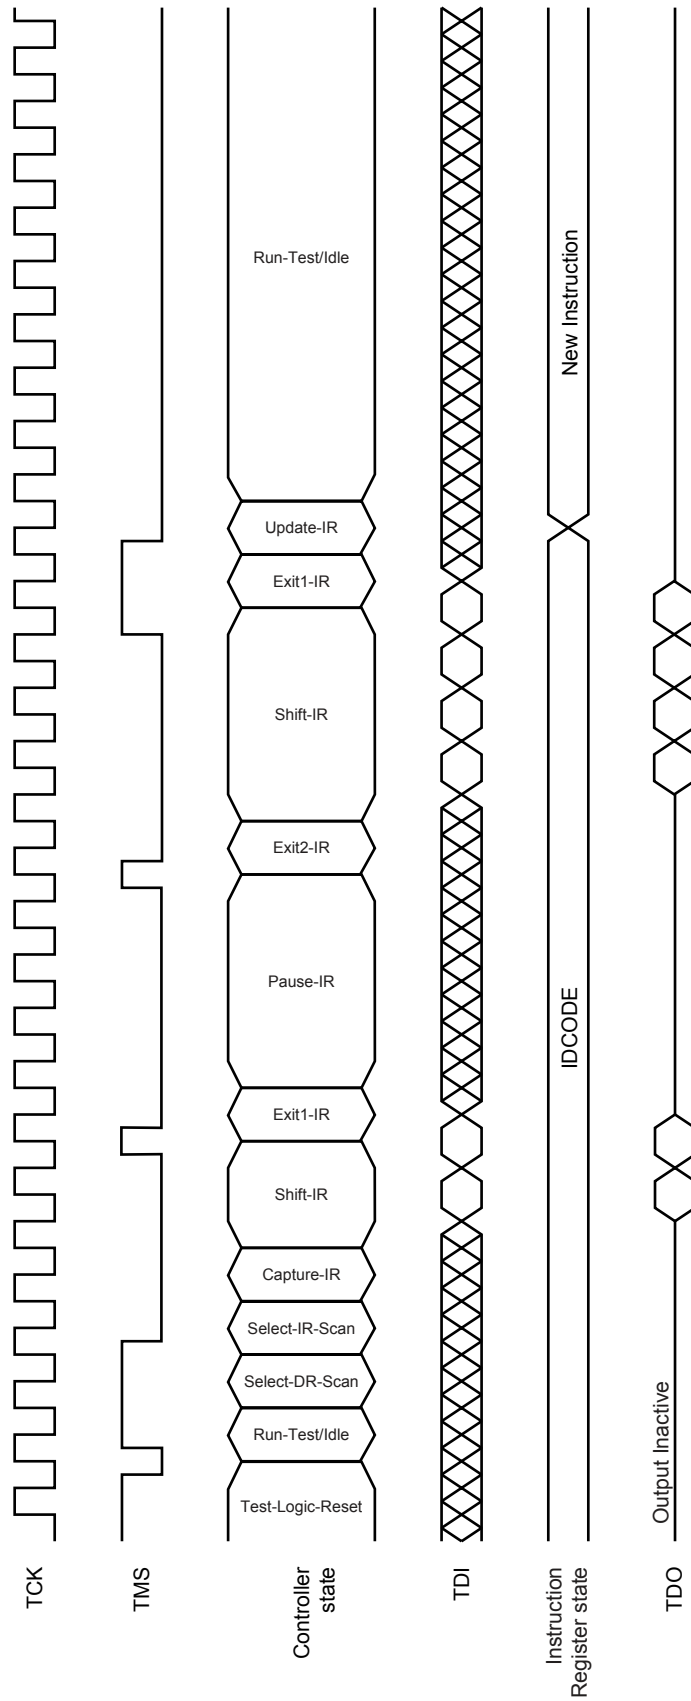 TCK
TMS
Controller
state
Test-Logic-Reset
Run-Test/Idle
Select-DR-Scan
Select-IR-Scan
Capture-IR
Shift-IR
Exit1-IR
Pause-IR
Exit2-IR
Shift-IR
Exit1-IR
Update-IR
Run-Test/Idle
TDI
Instruction
Register state
IDCODE
New Instruction
TDO
Output Inactive